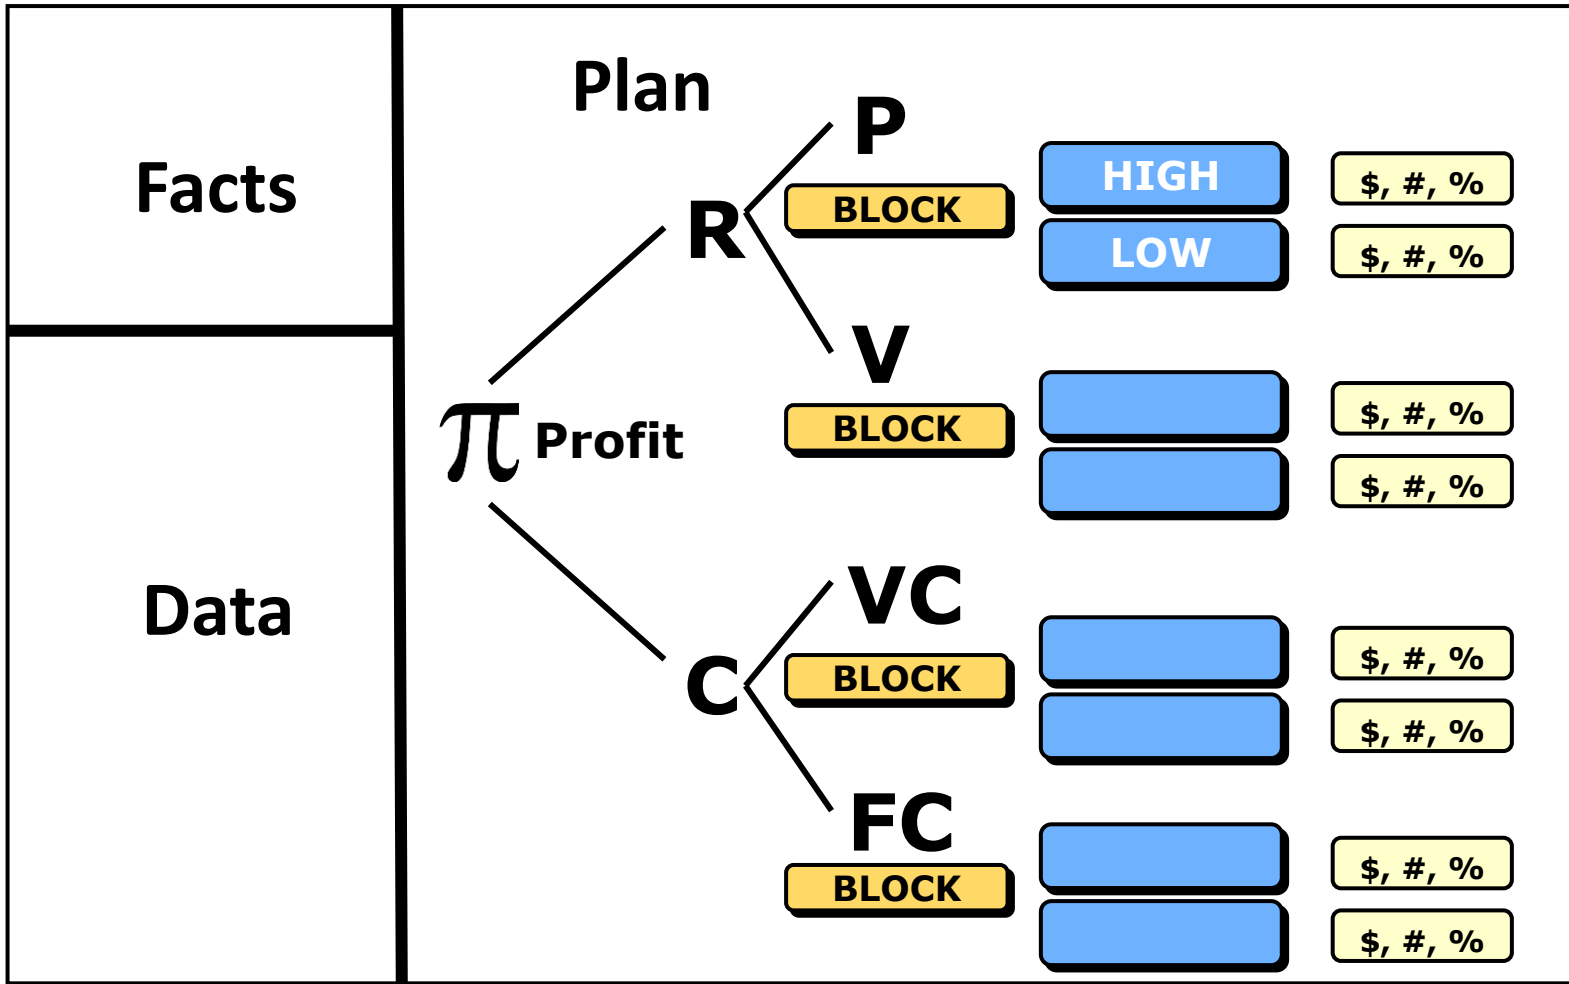 Facts
Data
Plan
π Profit
R
P
BLOCK
HIGH
$, #, %
LOW
$, #, %
V
BLOCK
$, #, %
$, #, %
C
VC
BLOCK
$, #, %
$, #, %
FC
BLOCK
$, #, %
$, #, %